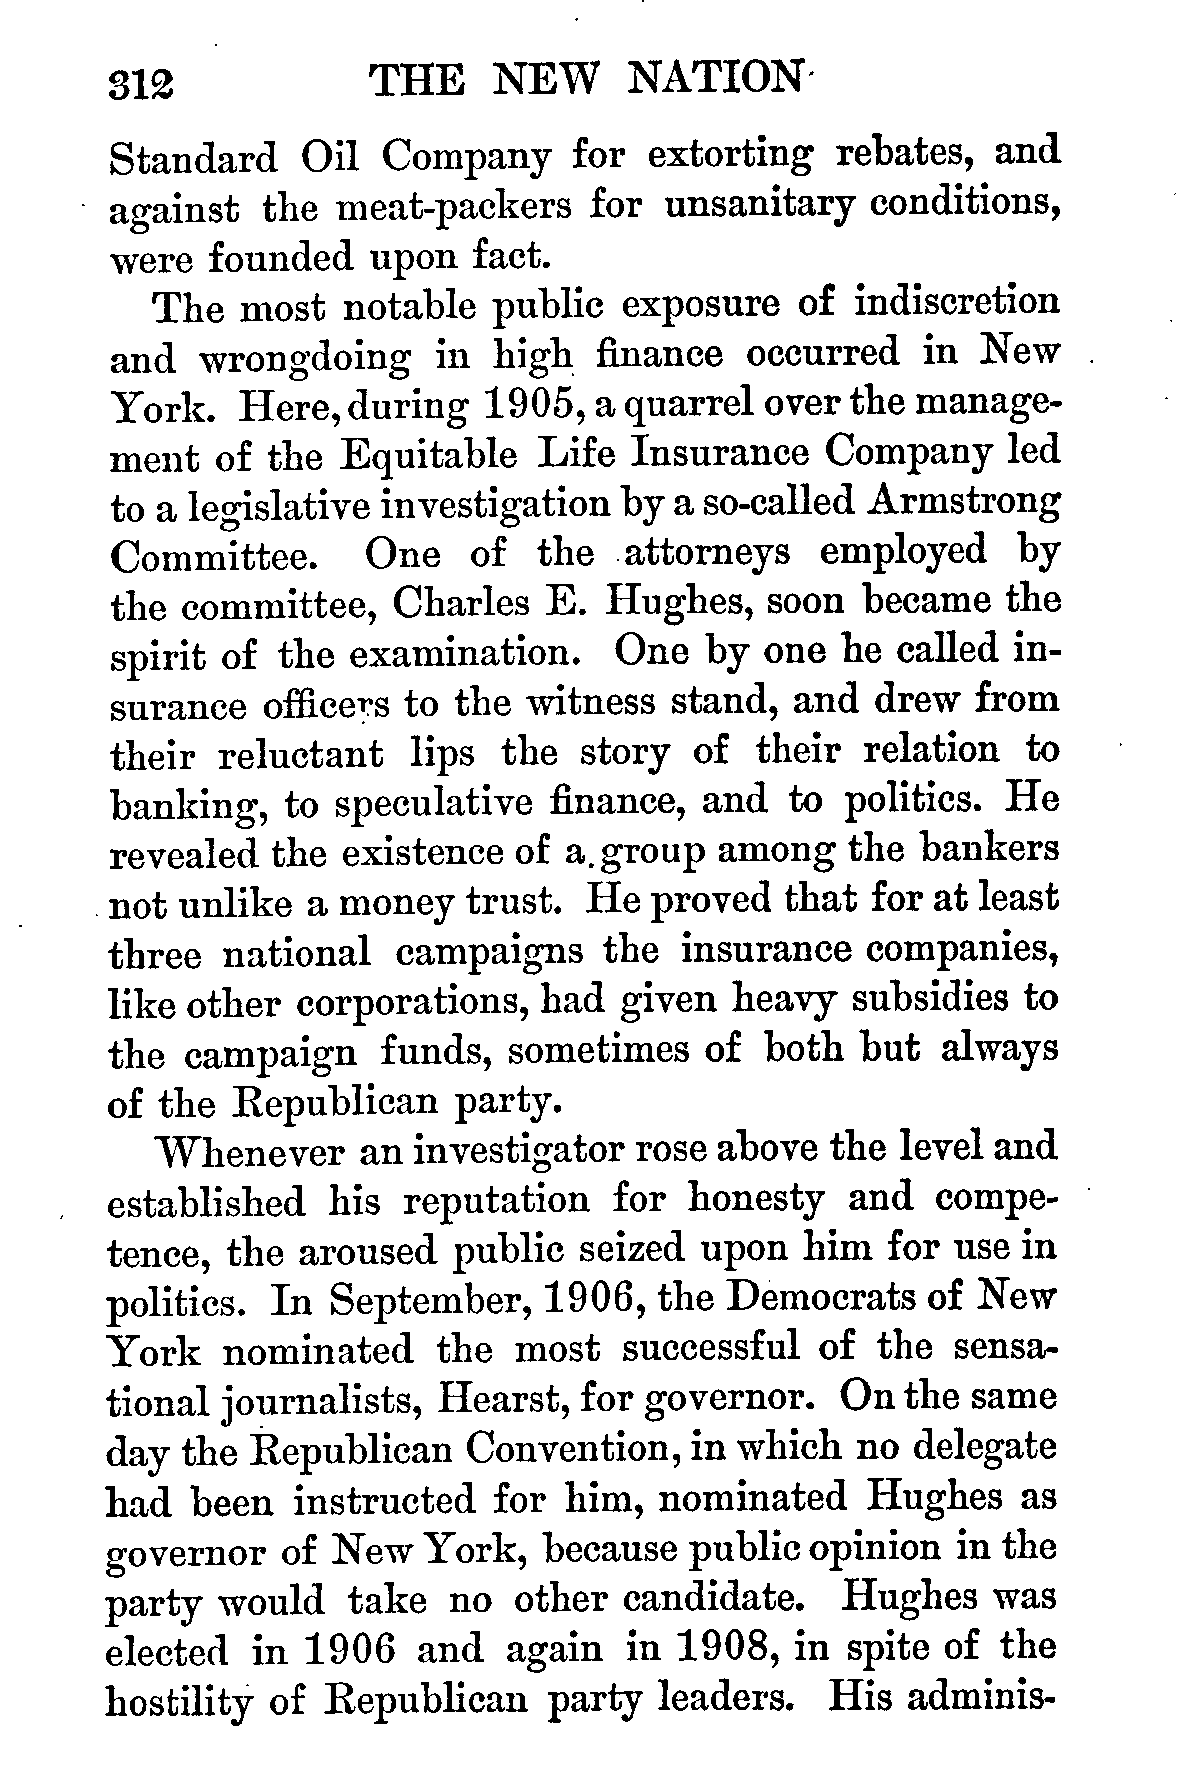 312 THE NEW NATION
Standard Oil Company for extorting rebates, and
against the meat-packers for unsanitary conditions,
were founded upon fact.
The most notable public exposure of indiscretion
and wrongdoing in high finance occurred in New
York. Here, during 1905, a quarrel over the manage-
ment of the Equitable Life Insurance Company led
to a legislative investigation by a so-called Armstrong
Committee. One of the attorneys employed by
the committee, Charles E. Hughes, soon became the
spirit of the examination. One by one he called in-
surance officers to the witness stand, and drew from
their reluctant lips the story of their relation to
banking, to speculative finance, and to politics. He
revealed the existence of a group among the bankers
not unlike a money trust. He proved that for at least
three national campaigns the insurance companies,
like other corporations, had given heavy subsidies to
the campaign funds, sometimes of both but always
of the Republican party.
Whenever an investigator rose above the level and
established his reputation for honesty and compe-
tence, the aroused public seized upon him for use in
politics. In September, 1906, the Democrats of New
York nominated the most successful of the sensa-
tional journalists, Hearst, for governor. On the same
day the Republican Convention, in which no delegate
had been instructed for him, nominated Hughes as
governor of New York, because public opinion in the
party would take no other candidate. Hughes was
elected in 1906 and again in 1908, in spite of the
hostility of Republican party leaders. His adminis-